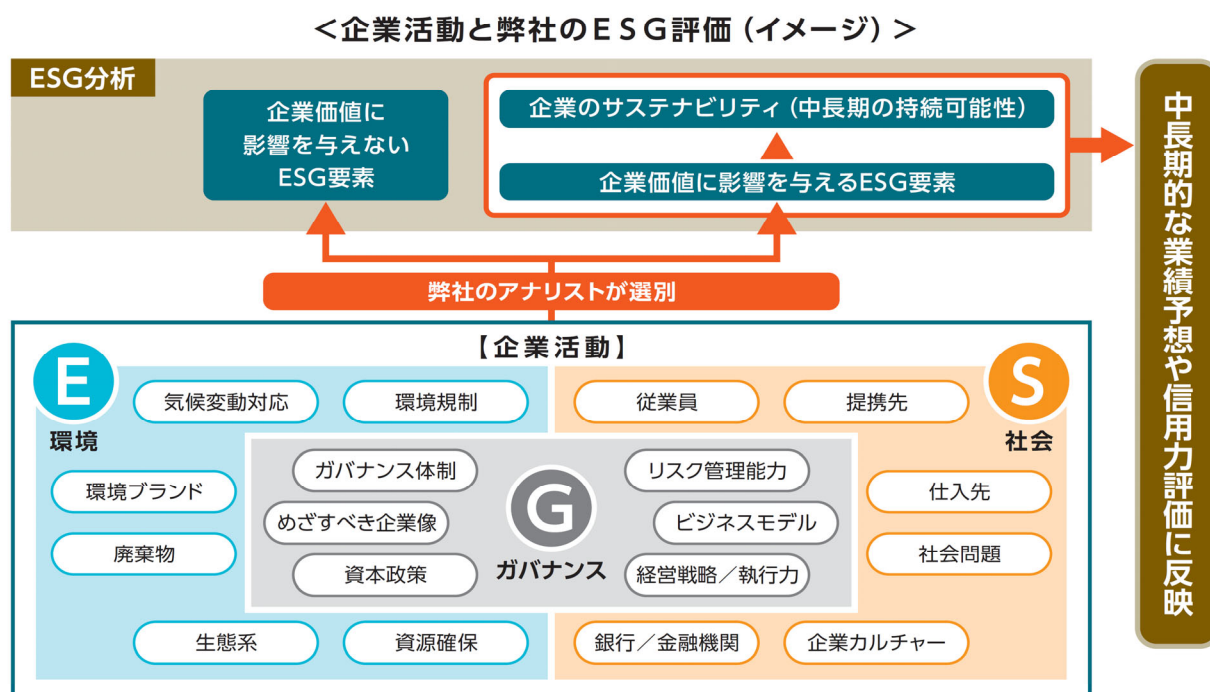 ＜企業活動と弊社のESG評価（イメージ）＞
ESG分析
企業価値に
影響を与えない
ESG要素
企業のサステナビリティ（中長期の持続可能性）
企業価値に影響を与えるESG要素
弊社のアナリストが選別
中長期的な業績予想や信用力評価に反映
【企業活動】
E
環境
気候変動対応
環境規制
環境ブランド
廃棄物
生態系
資源確保
G
ガバナンス
ガバナンス体制
めざすべき企業像
資本政策
リスク管理能力
ビジネスモデル
経営戦略／執行力
S
社会
従業員
提携先
仕入先
社会問題
銀行／金融機関
企業カルチャー